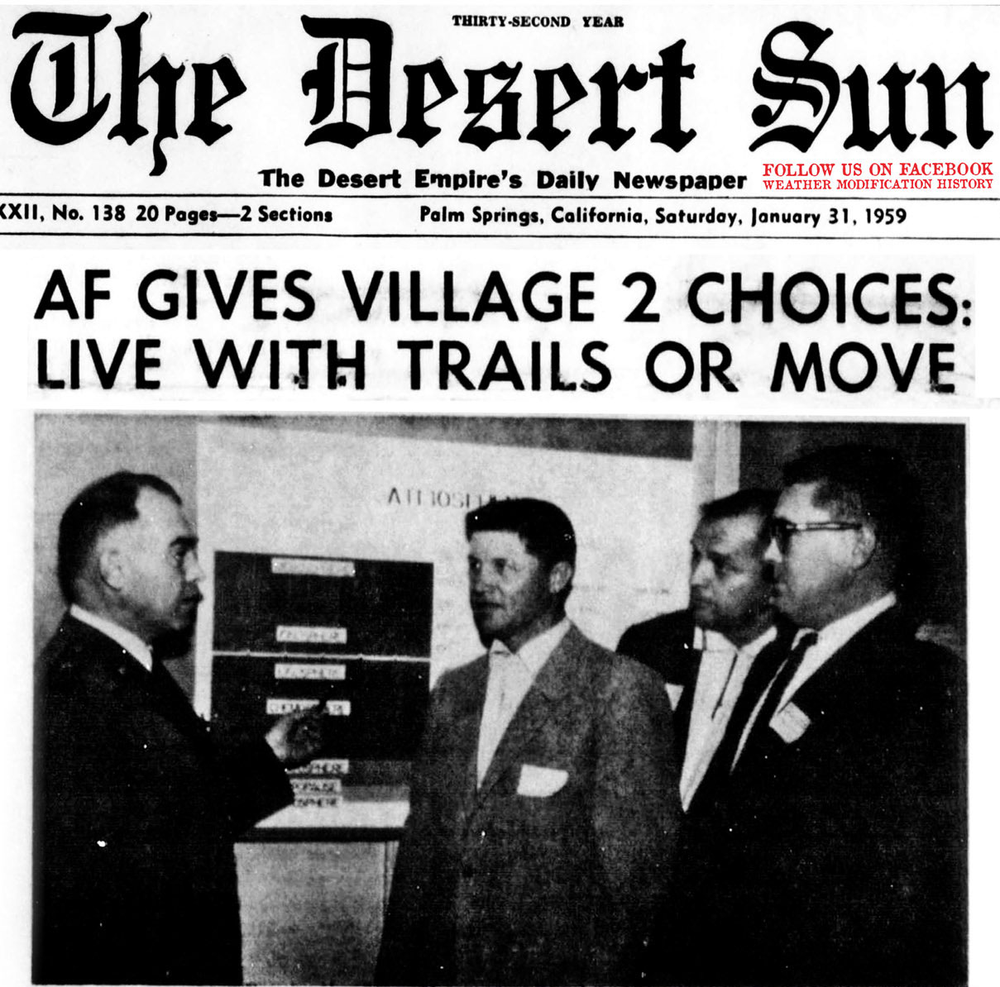 THIRTY-SECOND YEAR
The Desert Sun
The Desert Empire's Daily Newspaper
FOLLOW US ON FACEBOOK
WEATHER MODIFICATION HISTORY
XXII, No. 138 20 Pages—2 Sections Palm Springs, California, Saturday, January 31, 1959
AF GIVES VILLAGE 2 CHOICES:
LIVE WITH TRAILS OR MOVE